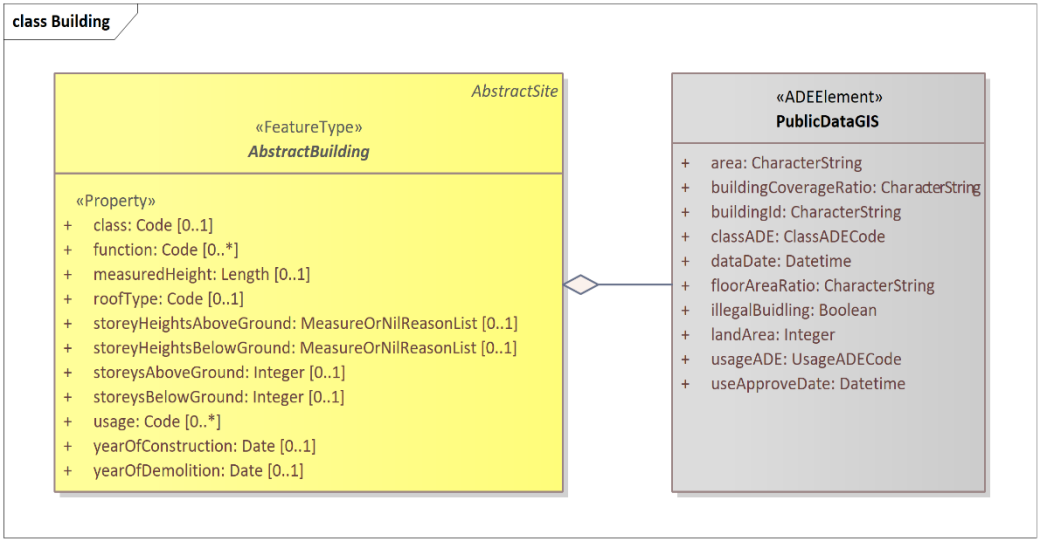 class Building
AbstractSite
«FeatureType»
AbstractBuilding
«Property»
+ class: Code [0..1]
+ function: Code [0..*]
+ measuredHeight: Length [0..1]
+ roofType: Code [0..1]
+ storeyHeightsAboveGround: MeasureOrNilReasonList [0..1]
+ storeyHeightsBelowGround: MeasureOrNilReasonList [0..1]
+ storeysAboveGround: Integer [0..1]
+ storeysBelowGround: Integer [0..1]
+ usage: Code [0..*]
+ yearOfConstruction: Date [0..1]
+ yearOfDemolition: Date [0..1]
«ADEElement»
PublicDataGIS
+ area: CharacterString
+ buildingCoverageRatio: CharacterString
+ buildingId: CharacterString
+ classADE: ClassADECode
+ dataDate: Datetime
+ floorAreaRatio: CharacterString
+ illegalBuidling: Boolean
+ landArea: Integer
+ usageADE: UsageADECode
+ useApproveDate: Datetime